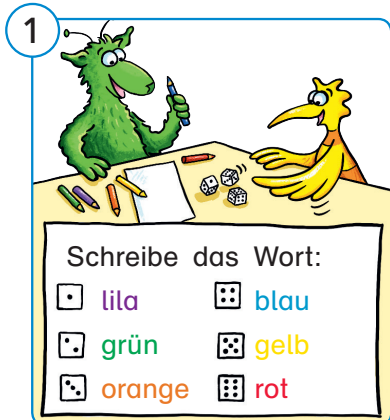 1
Schreibe das Wort:
lila blau
grün gelb
orange rot